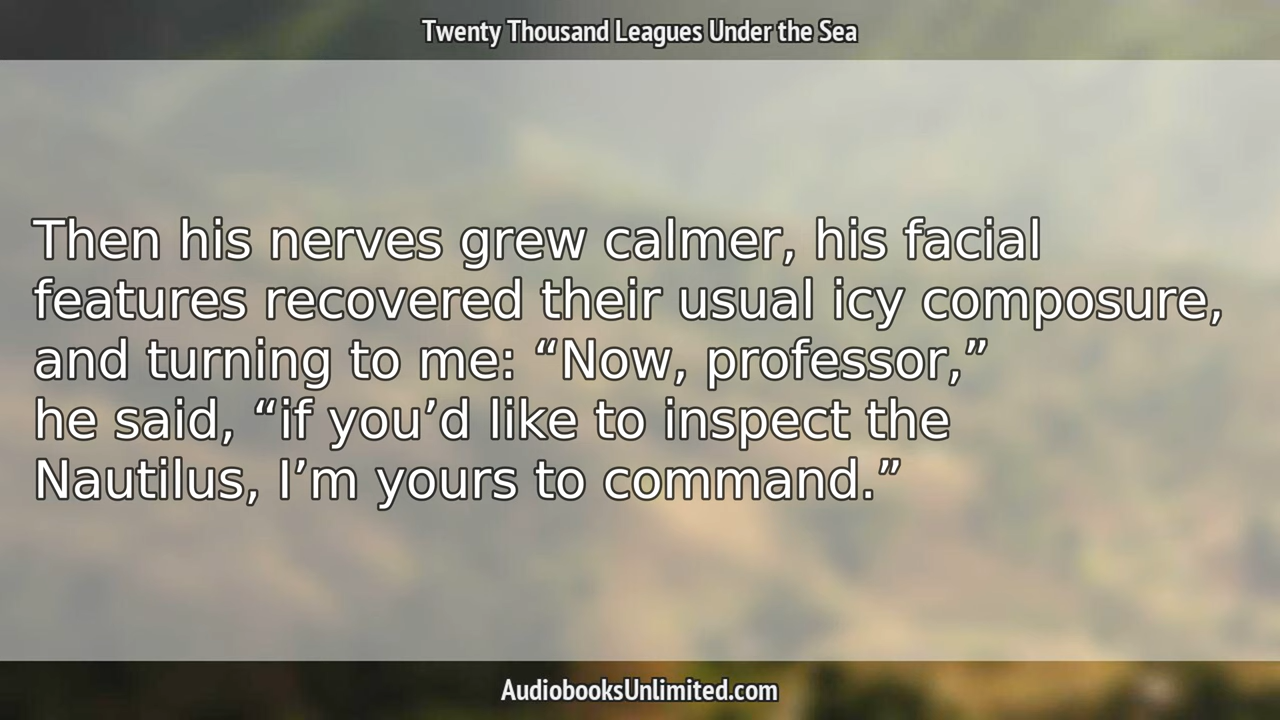 Twenty Thousand Leagues Under the Sea
Then his nerves grew calmer, his facial
features recovered their usual icy composure,
and turning to me: “Now, professor,”
he said, “if you’d like to inspect the
Nautilus, I’m yours to command.”
AudiobooksUnlimited.com